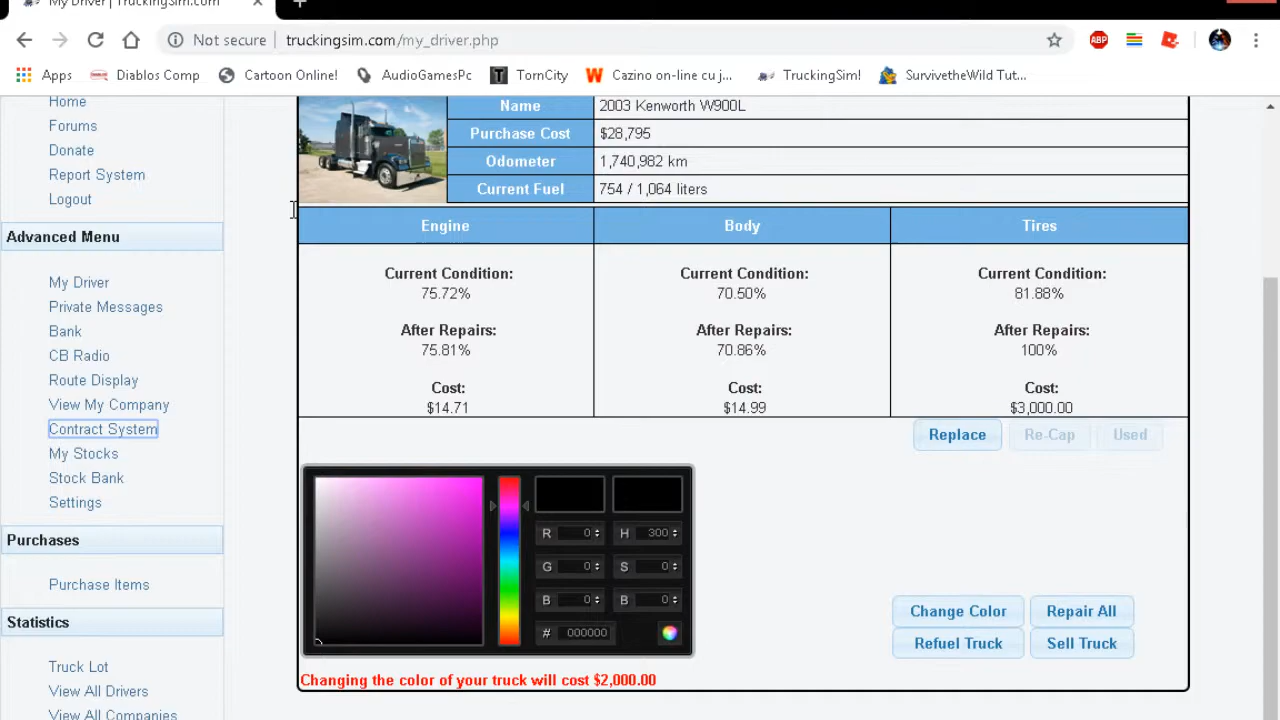 My Driver | TruckingSim.com
Not secure truckingsim.com/my_driver.php ABP
Apps Diablos Comp Cartoon Online! AudioGamesPc T TornCity W Cazino on-line cu j... TruckingSim! SurvivetheWild Tut...
Home
Forums
Donate
Report System
Logout
Advanced Menu
My Driver
Private Messages
Bank
CB Radio
Route Display
View My Company
Contract System
My Stocks
Stock Bank
Settings
Purchases
Purchase Items
Statistics
Truck Lot
View All Drivers
View All Companies
Name 2003 Kenworth W900L
Purchase Cost $28,795
Odometer 1,740,982 km
Current Fuel 754 / 1,064 liters
Engine Body Tires
Current Condition: Current Condition: Current Condition:
75.72% 70.50% 81.88%
After Repairs: After Repairs: After Repairs:
75.81% 70.86% 100%
Cost: Cost: Cost:
$14.71 $14.99 $3,000.00
Replace Re-Cap Used
R 0 H 300
G 0 S 0
B 0 B 0
# 000000
Change Color Repair All
Refuel Truck Sell Truck
Changing the color of your truck will cost $2,000.00